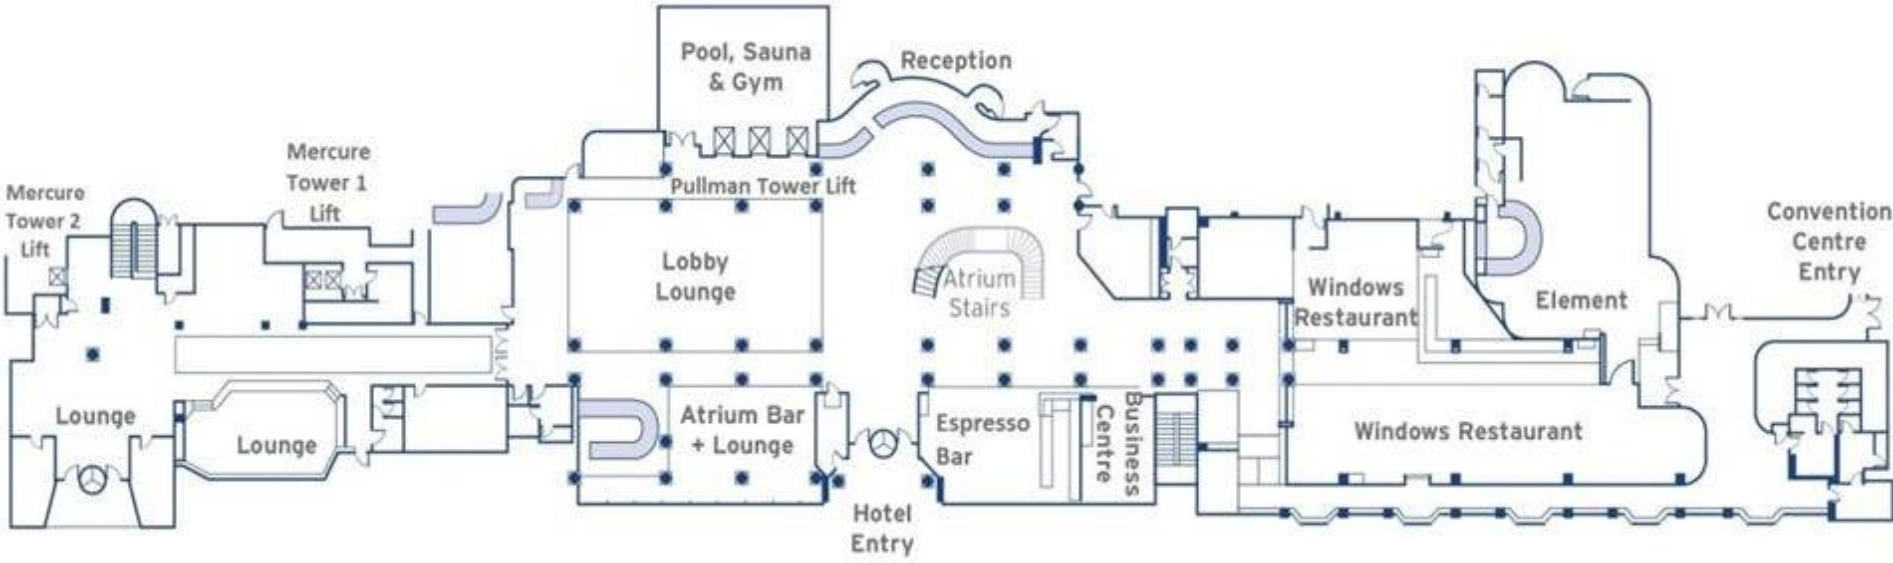 Pool, Sauna
& Gym
Reception
Mercure
Tower 1
Lift
Mercure
Tower 2
Lift
Pullman Tower Lift
Convention
Centre
Entry
Lobby
Lounge
Atrium
Stairs
Windows
Restaurant
Element
Lounge
Lounge
Atrium Bar
+ Lounge
Espresso
Bar
Business
Centre
Windows Restaurant
Hotel
Entry